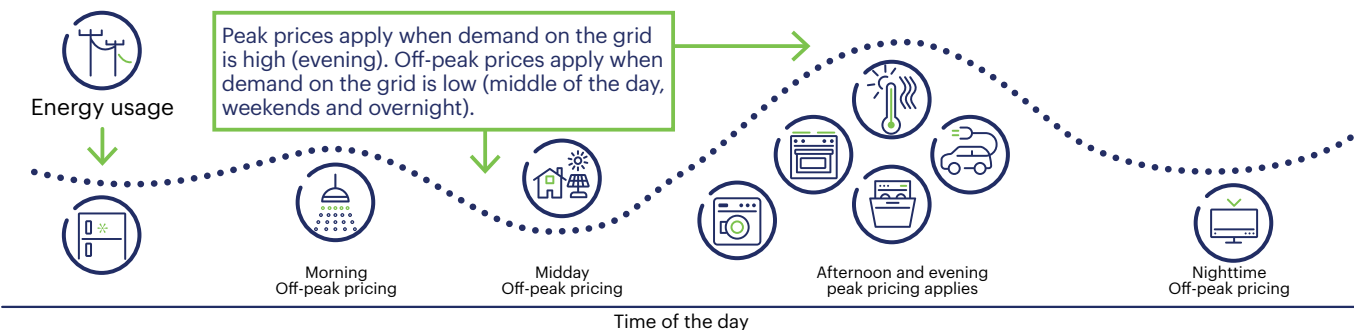 Peak prices apply when demand on the grid
is high (evening). Off-peak prices apply when
demand on the grid is low (middle of the day,
weekends and overnight).
Energy usage
Morning
Off-peak pricing
Midday
Off-peak pricing
Afternoon and evening
peak pricing applies
Nighttime
Off-peak pricing
Time of the day